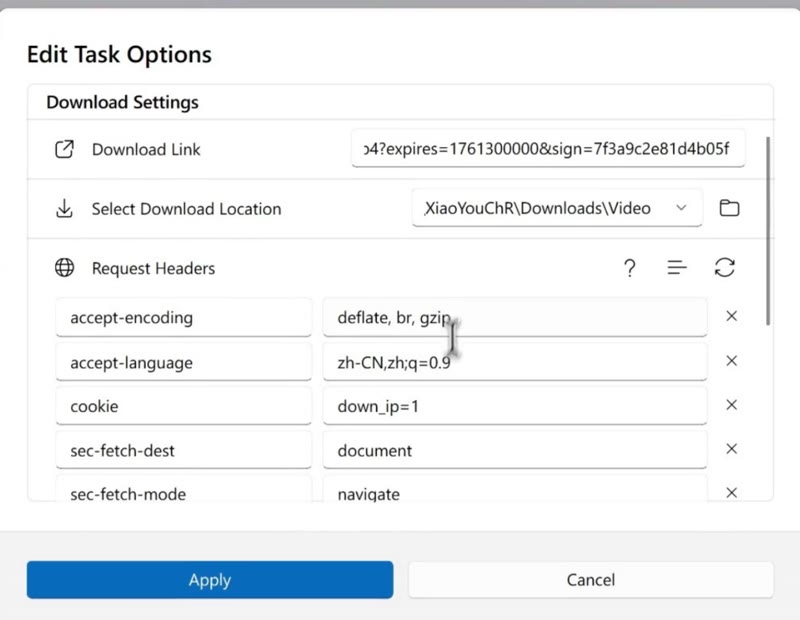 Edit Task Options
Download Settings
Download Link ɔ4?expires=1761300000&sign=7f3a9c2e81d4b05f
Select Download Location XiaoYouChR\Downloads\Video
Request Headers ?
accept-encoding deflate, br, gzip
accept-language zh-CN,zh;q=0.9
cookie down_ip=1
sec-fetch-dest document
sec-fetch-mode navigate
Apply Cancel